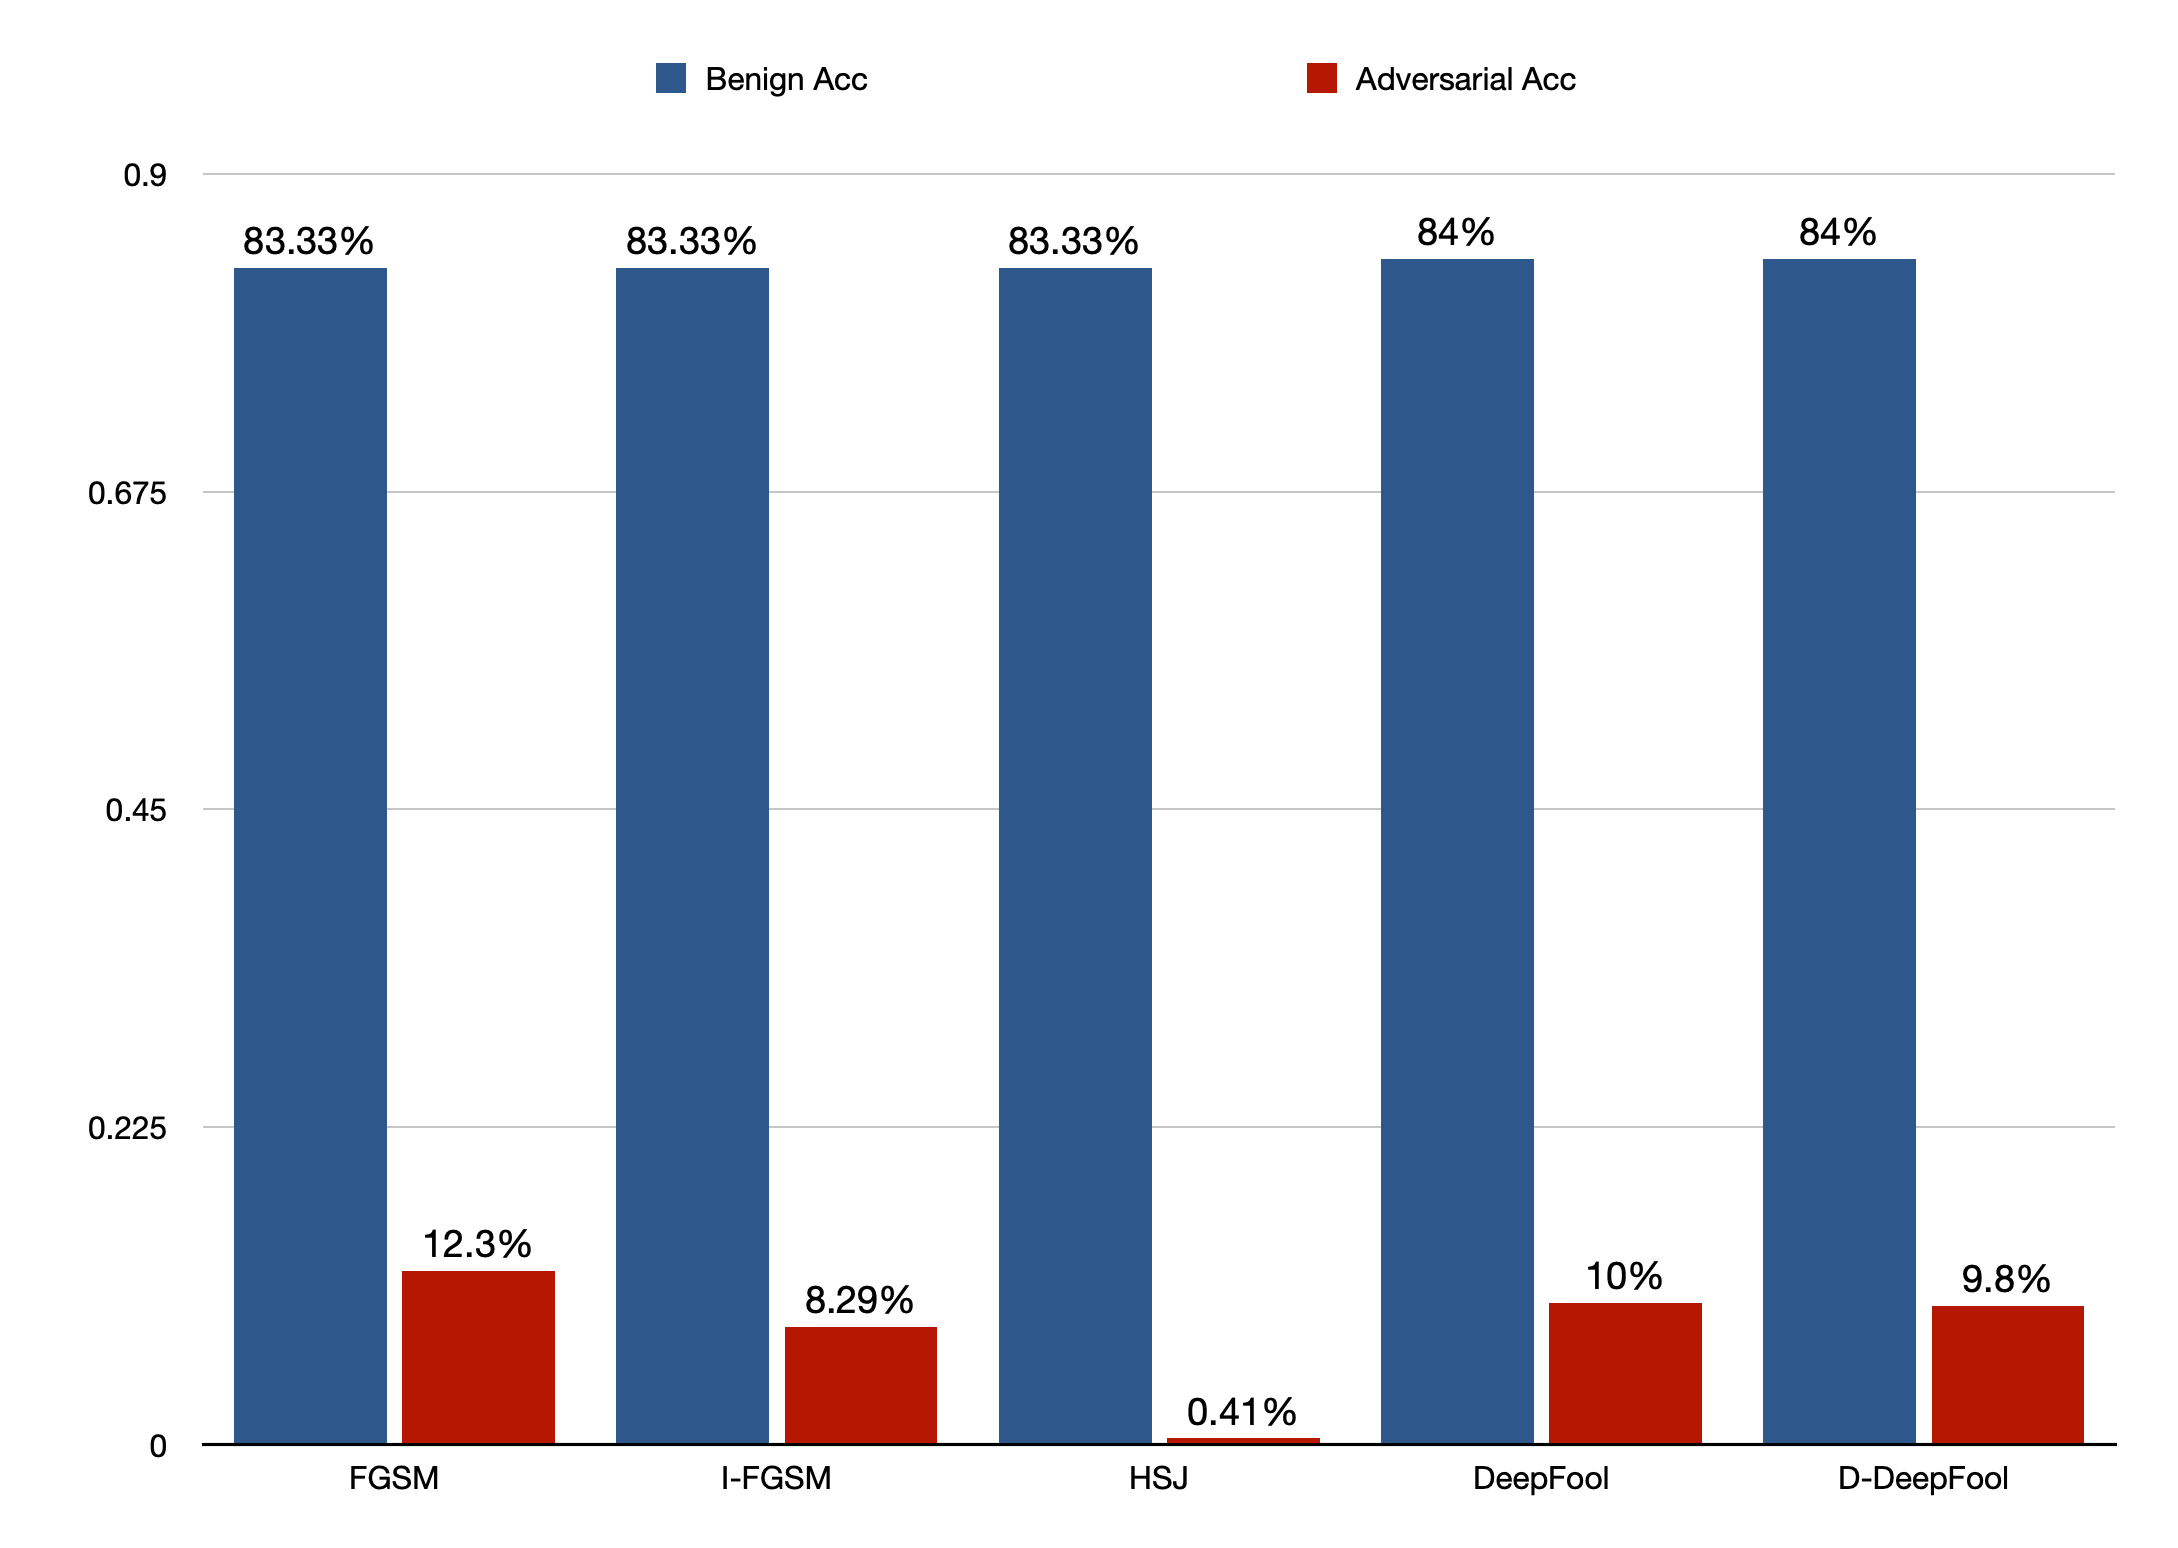 Benign Acc Adversarial Acc
0.9
83.33% 83.33% 83.33% 84% 84%
0.675
0.45
0.225
12.3% 8.29% 0.41% 10% 9.8%
0
FGSM I-FGSM HSJ DeepFool D-DeepFool